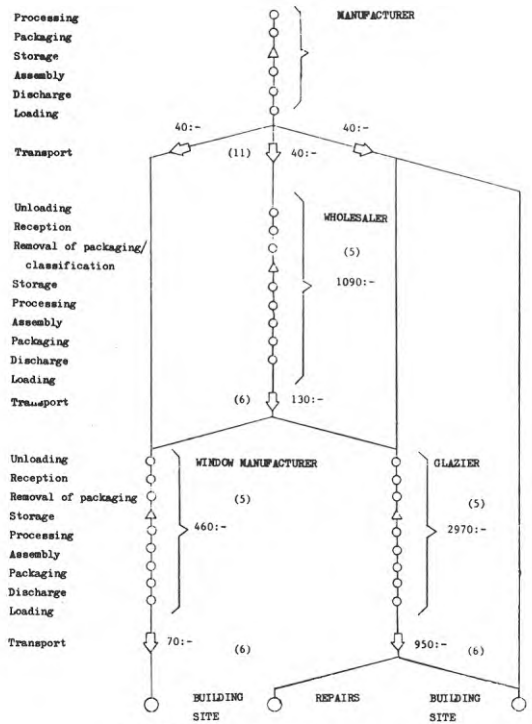 Processing
MANUFACTURER
Packaging
Storage
Assembly
Discharge
Loading
40:- 40:-
Transport (11) 40:-
Unloading
WHOLESALER
Reception
Removal of packaging/ (5)
classification
Storage 1090:-
Processing
Assembly
Packaging
Discharge
Loading
Transport (6) 130:-
Unloading WINDOW MANUFACTURER GLAZIER
Reception
Removal of packaging (5) (5)
Storage
Processing 460:- 2970:-
Assembly
Packaging
Discharge
Loading
Transport 70:- (6) 950:- (6)
BUILDING REPAIRS BUILDING
SITE SITE